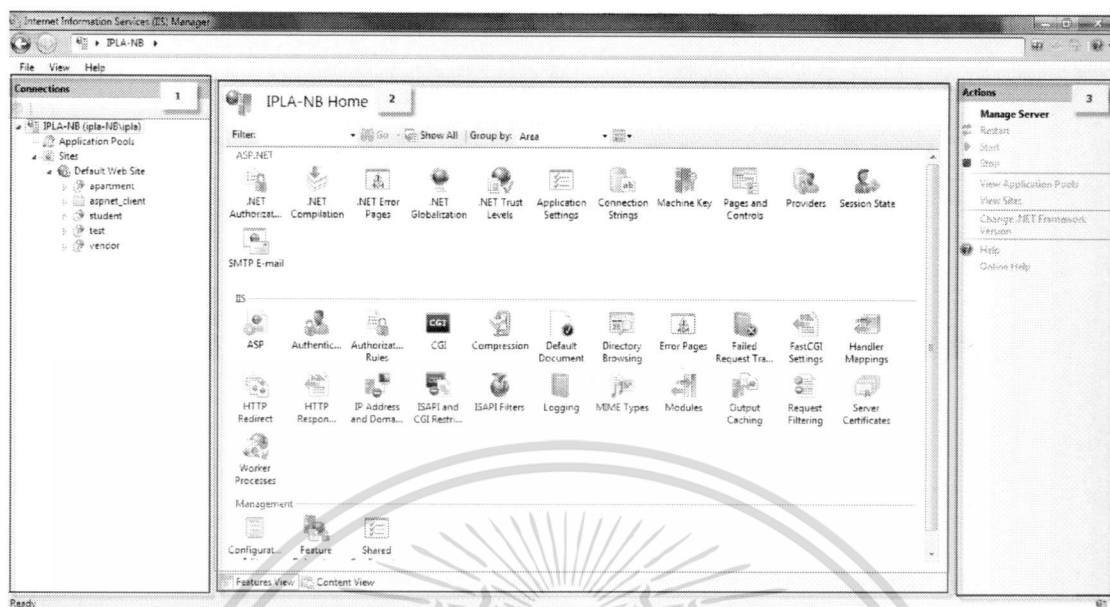 Internet Information Services (IIS) Manager
IPLA-NB
File View Help
Connections
1
IPLA-NB (ipla-NB\ipla)
Application Pools
Sites
Default Web Site
apartment
aspnet_client
student
test
vendor
IPLA-NB Home 2
Filter: Go Show All Group by: Area
ASP.NET
.NET Authorizat...
.NET Compilation
.NET Error Pages
.NET Globalization
.NET Trust Levels
Application Settings
Connection Strings
Machine Key
Pages and Controls
Providers
Session State
SMTP E-mail
IIS
ASP
Authentic...
Authorizat... Rules
CGI
Compression
Default Document
Directory Browsing
Error Pages
Failed Request Tra...
FastCGI Settings
Handler Mappings
HTTP Redirect
HTTP Respon...
IP Address and Doma...
ISAPI and CGI Restri...
ISAPI Filters
Logging
MIME Types
Modules
Output Caching
Request Filtering
Server Certificates
Worker Processes
Management
Configurat...
Feature
Shared
Features View Content View
Actions
3
Manage Server
Restart
Start
Stop
View Application Pools
View Sites
Change .NET Framework Version
Help
Online Help
Ready